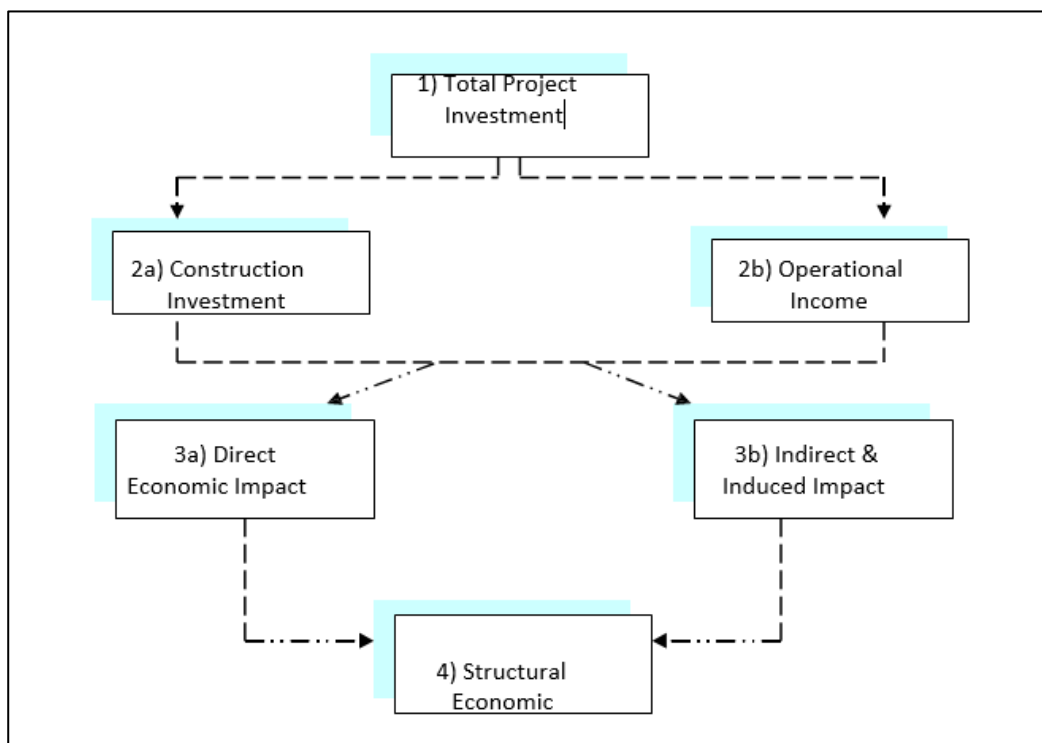 1) Total Project
Investment
2a) Construction
Investment
2b) Operational
Income
3a) Direct
Economic Impact
3b) Indirect &
Induced Impact
4) Structural
Economic